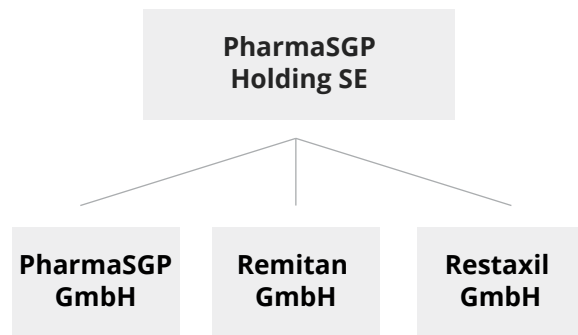 PharmaSGP
Holding SE
PharmaSGP
GmbH
Remitan
GmbH
Restaxil
GmbH